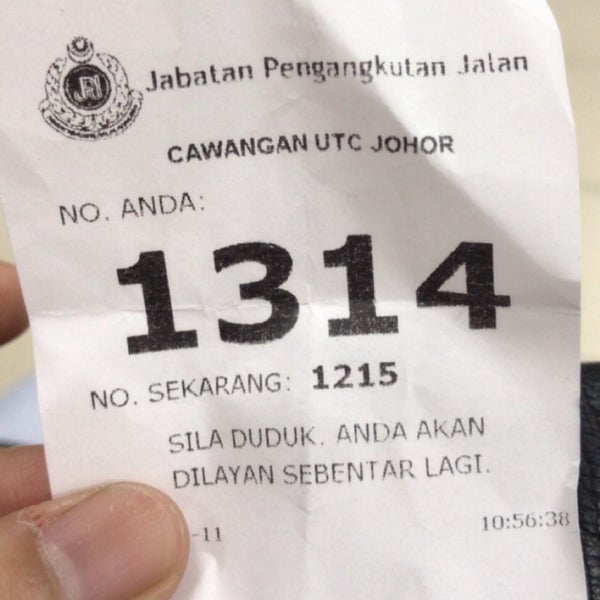 JPJ
Jabatan Pengangkutan Jalan
CAWANGAN UTC JOHOR
NO. ANDA:
1314
NO. SEKARANG: 1215
SILA DUDUK. ANDA AKAN
DILAYAN SEBENTAR LAGI.
-11 10:56:38